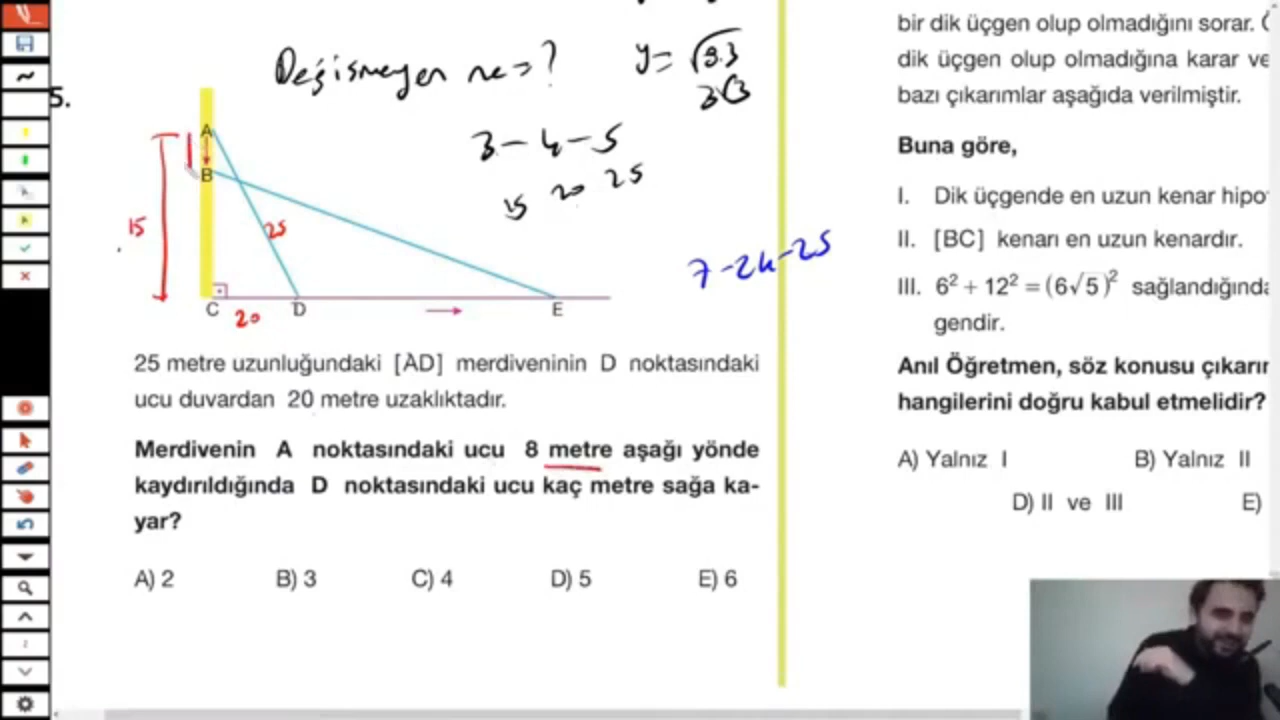 Değişmeyen ne=?
y=√9.3
3√3
5.
3-4-5
15 20 25
7-24-25
A
B
15
25
C
D
E
20
25 metre uzunluğundaki [AD] merdiveninin D noktasındaki
ucu duvardan 20 metre uzaklıktadır.
Merdivenin A noktasındaki ucu 8 metre aşağı yönde
kaydırıldığında D noktasındaki ucu kaç metre sağa ka-
yar?
A) 2 B) 3 C) 4 D) 5 E) 6
bir dik üçgen olup olmadığını sorar.
dik üçgen olup olmadığına karar ve
bazı çıkarımlar aşağıda verilmiştir.
Buna göre,
I. Dik üçgende en uzun kenar hipo
II. [BC] kenarı en uzun kenardır.
III. 6² + 12² = (6√5)² sağlandığında
gendir.
Anıl Öğretmen, söz konusu çıkarır
hangilerini doğru kabul etmelidir?
A) Yalnız I B) Yalnız II
D) II ve III E)